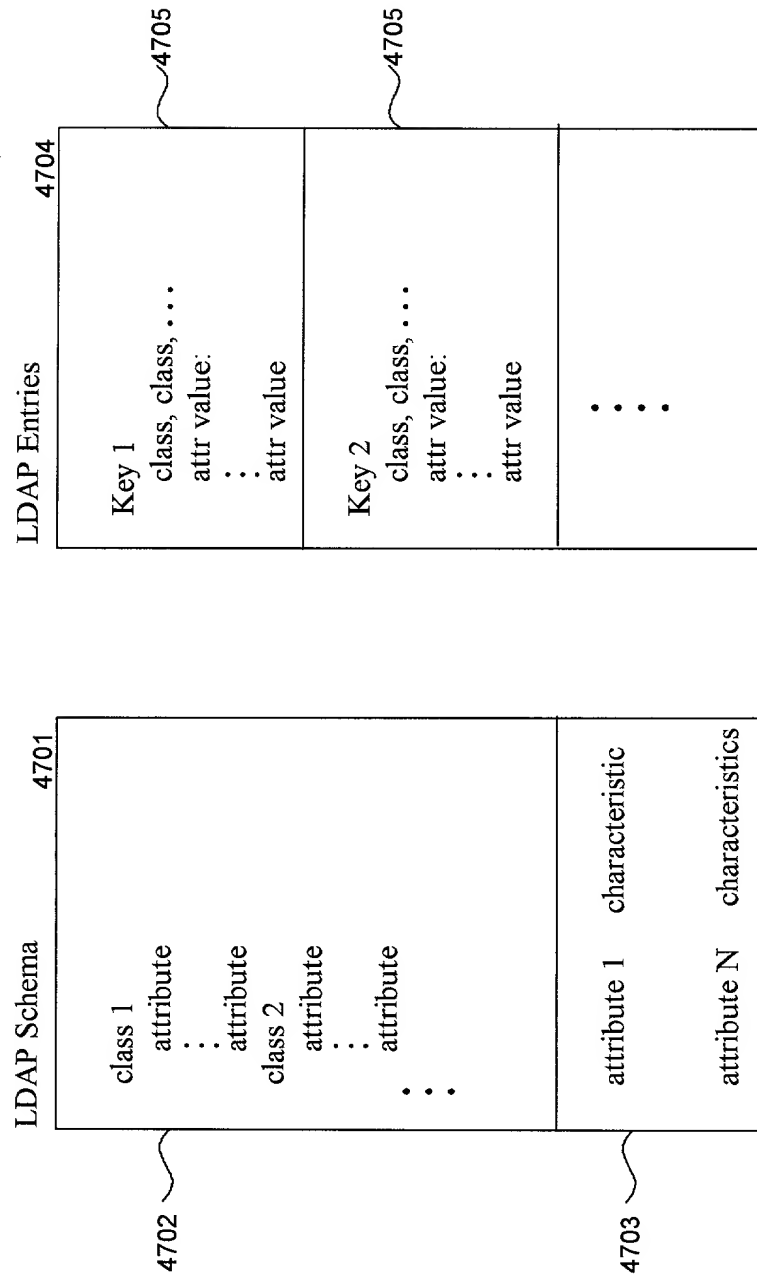 LDAP Schema
4701
class 1
attribute
⋮
attribute
class 2
attribute
⋮
attribute
4702
attribute 1 characteristic
attribute N characteristics
4703
LDAP Entries
4704
Key 1
class, class, . . .
attr value:
⋮
attr value
4705
Key 2
class, class, . . .
attr value:
⋮
attr value
4705